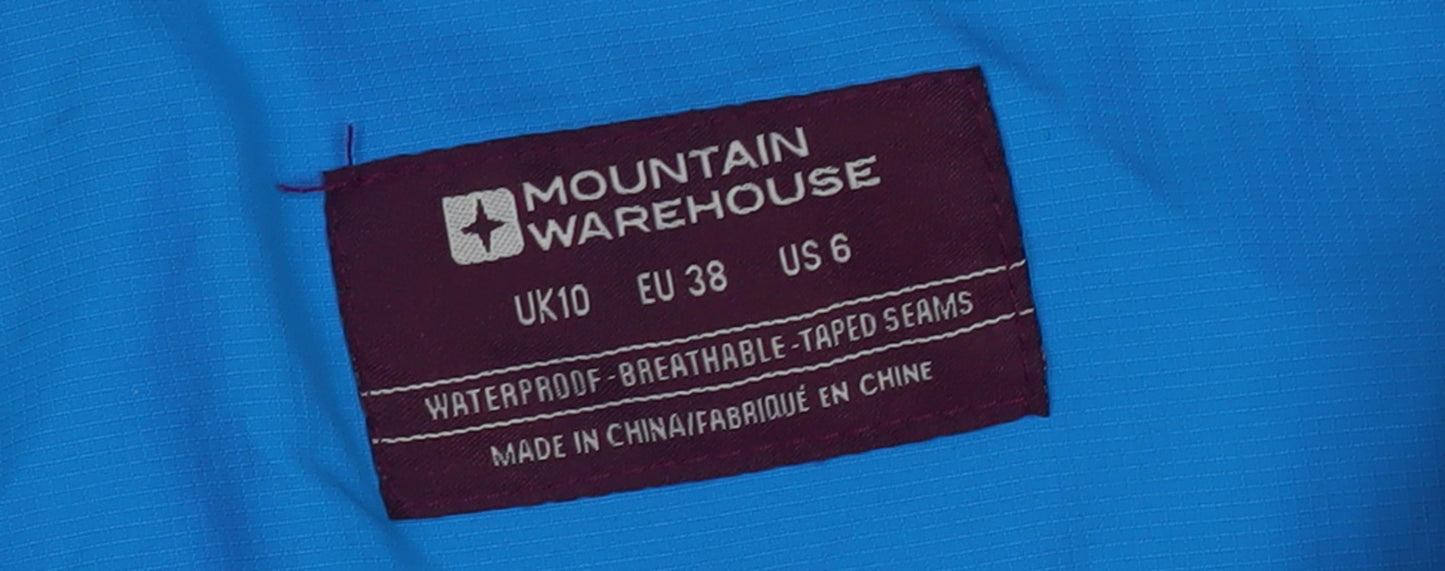 MOUNTAIN
WAREHOUSE
UK10 EU 38 US 6
WATERPROOF-BREATHABLE-TAPED SEAMS
MADE IN CHINA/FABRIQUÉ EN CHINE